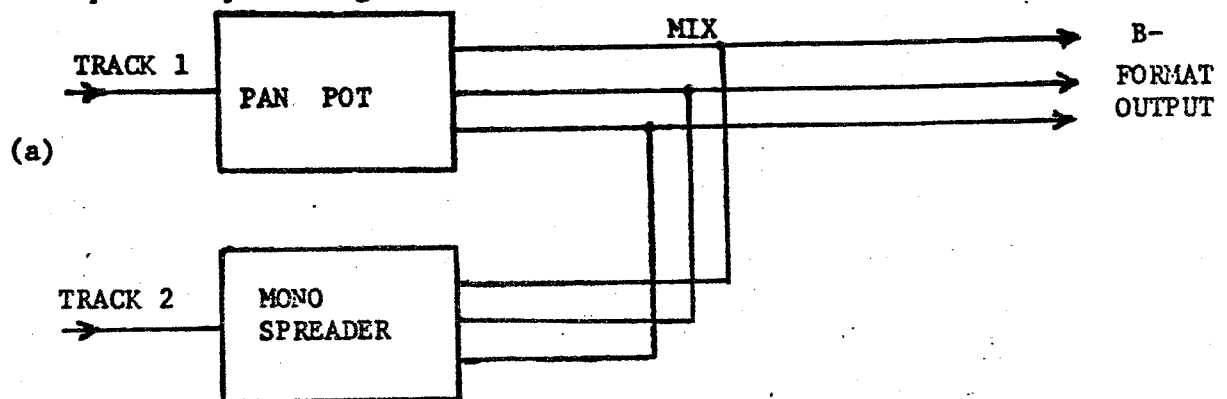 MIX
B-
TRACK 1
FORMAT
PAN POT
OUTPUT
(a)
TRACK 2
MONO
SPREADER